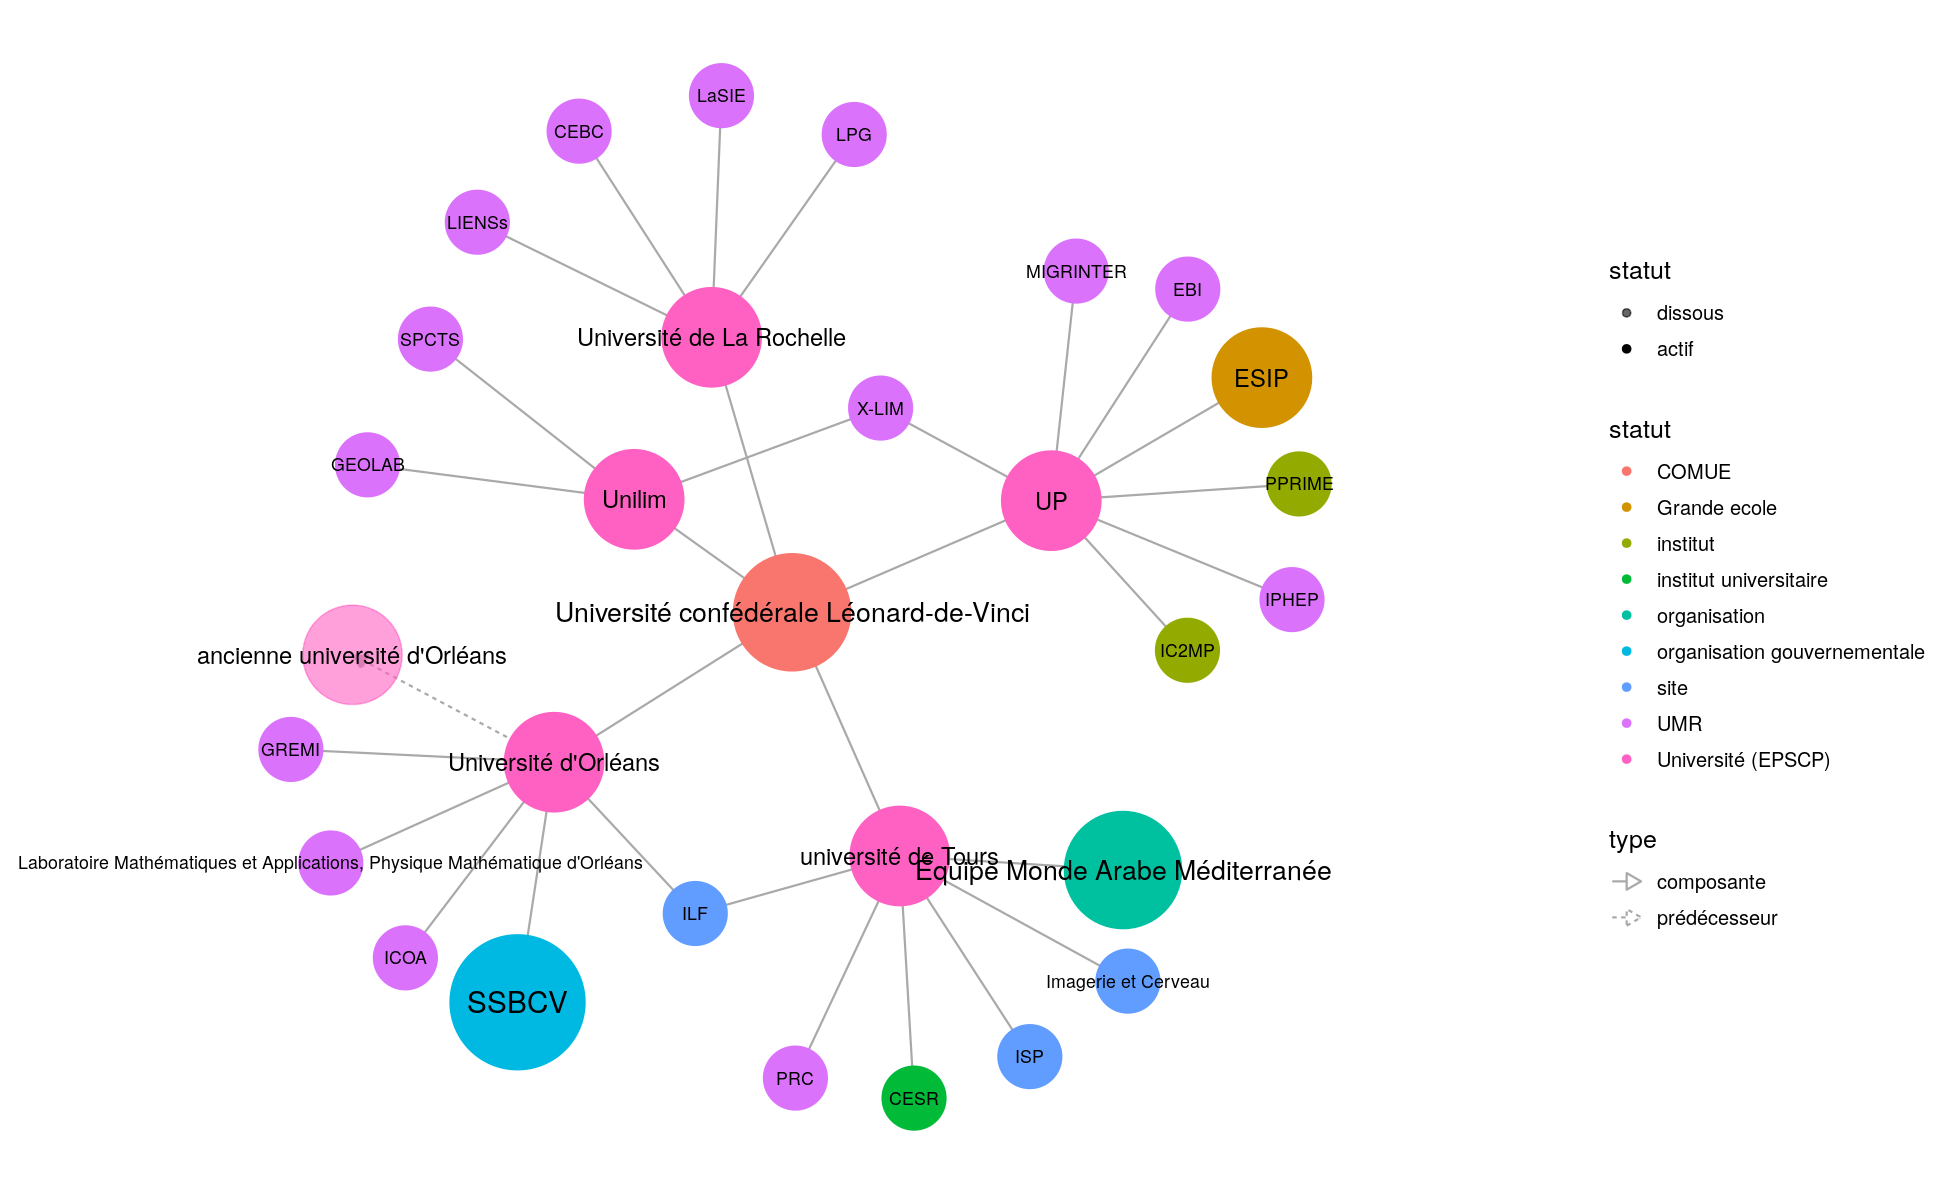 LaSIE
CEBC
LPG
LIENSs
MIGRINTER
EBI
Université de La Rochelle
SPCTS
ESIP
X-LIM
GEOLAB
PPRIME
Unilim
UP
IPHEP
Université confédérale Léonard-de-Vinci
IC2MP
ancienne université d'Orléans
GREMI
Université d'Orléans
université de Tours
Laboratoire Mathématiques et Applications, Physique Mathématique d'Orléans
Équipe Monde Arabe Méditerranée
ILF
ICOA
Imagerie et Cerveau
SSBCV
ISP
PRC
CESR
statut
dissous
actif
statut
COMUE
Grande ecole
institut
institut universitaire
organisation
organisation gouvernementale
site
UMR
Université (EPSCP)
type
composante
prédécesseur